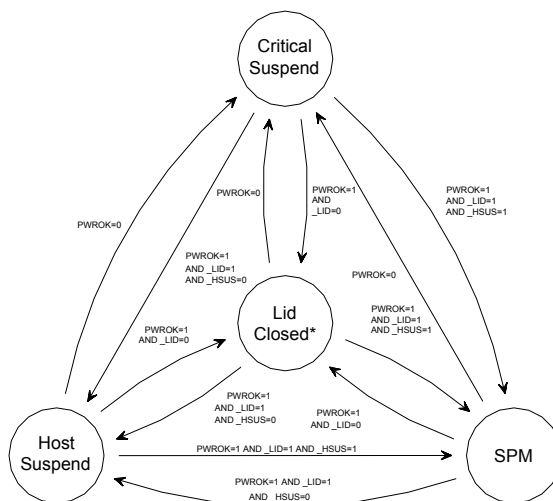 Critical
Suspend
PWROK=0
PWROK=0
PWROK=1
AND
_LID=0
PWROK=1
AND _LID=1
AND _HSUS=1
PWROK=1
AND _LID=1
AND _HSUS=0
PWROK=0
Lid
Closed*
PWROK=1
AND _LID=0
PWROK=1
AND _LID=1
AND _HSUS=1
PWROK=1
AND _LID=1
AND _HSUS=0
PWROK=1
AND _LID=0
Host
Suspend
PWROK=1 AND _LID=1 AND _HSUS=1
SPM
PWROK=1 AND _LID=1
AND _HSUS=0